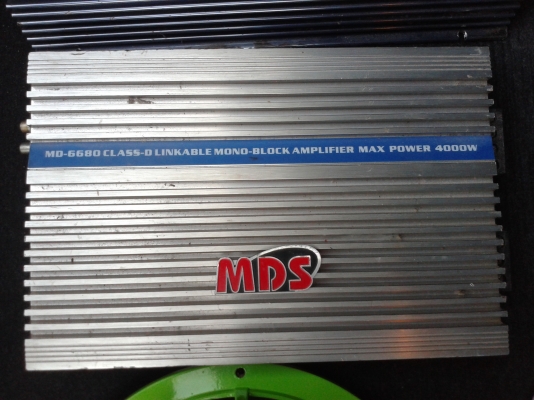 MD-6680 CLASS-D LINKABLE MONO-BLOCK AMPLIFIER MAX POWER 4000W
MDS